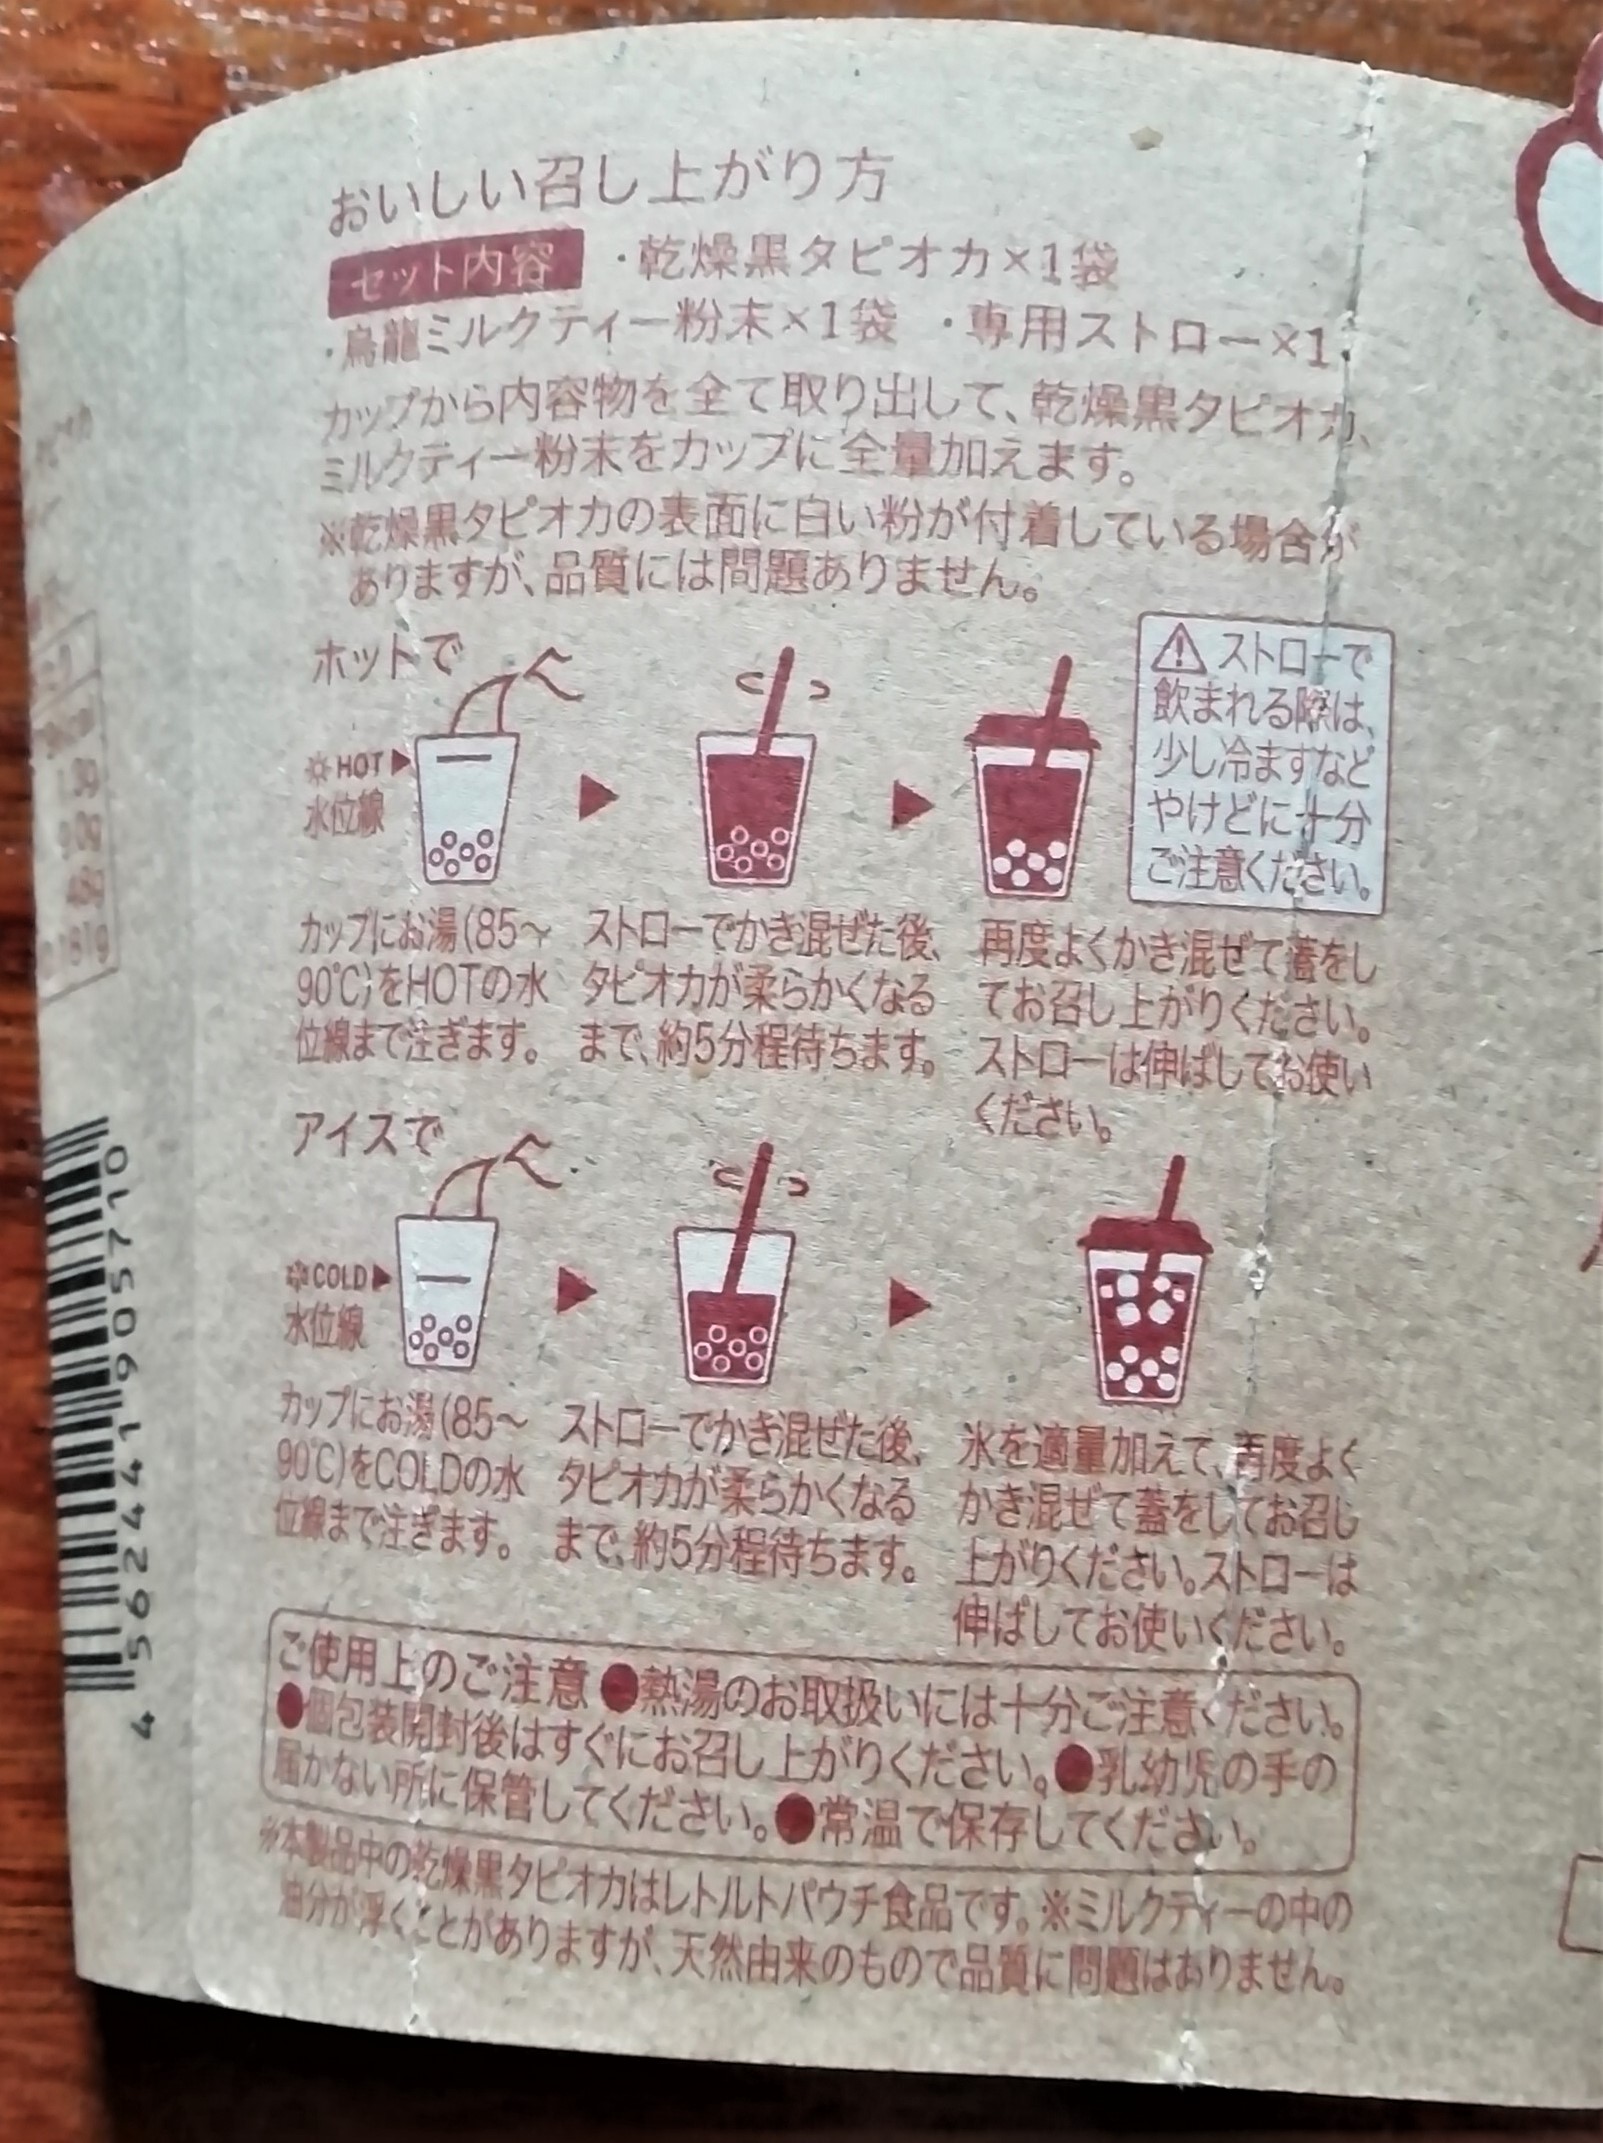 おいしい召し上がり方
セット内容 ・乾燥黒タピオカ×1袋
・烏龍ミルクティー粉末×1袋 ・専用ストロー×1
カップから内容物を全て取り出して、乾燥黒タピオカ、
ミルクティー粉末をカップに全量加えます。
※乾燥黒タピオカの表面に白い粉が付着している場合が
ありますが、品質には問題ありません。
ホットで
HOT
水位線
⚠ストローで
飲まれる際は、
少し冷ますなど
やけどに十分
ご注意ください。
カップにお湯(85～
90℃)をHOTの水
位線まで注ぎます。
ストローでかき混ぜた後、
タピオカが柔らかくなる
まで、約5分程待ちます。
再度よくかき混ぜて蓋をし
てお召し上がりください。
ストローは伸ばしてお使い
ください。
アイスで
COLD
水位線
カップにお湯(85～
90℃)をCOLDの水
位線まで注ぎます。
ストローでかき混ぜた後、
タピオカが柔らかくなる
まで、約5分程待ちます。
氷を適量加えて、再度よく
かき混ぜて蓋をしてお召し
上がりください。ストローは
伸ばしてお使いください。
ご使用上のご注意 ●熱湯のお取扱いには十分ご注意ください。
●個包装開封後はすぐにお召し上がりください。●乳幼児の手の
届かない所に保管してください。●常温で保存してください。
※本製品中の乾燥黒タピオカはレトルトパウチ食品です。※ミルクティーの中の
油分が浮くことがありますが、天然由来のもので品質に問題はありません。
4 562441 905710